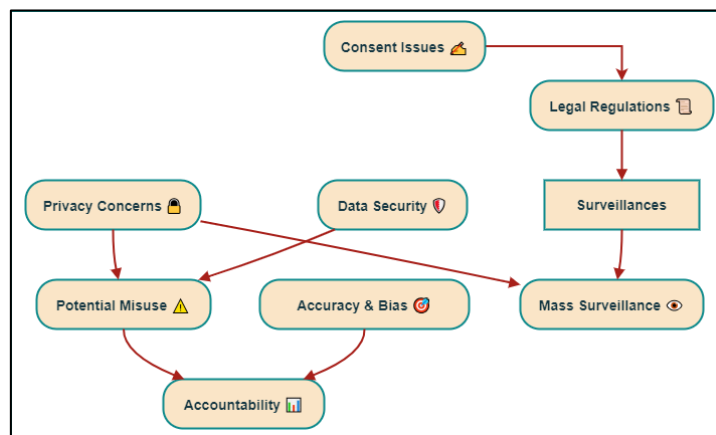 Consent Issues ✍️
Legal Regulations 📜
Privacy Concerns 🔒
Data Security 🛡️
Surveillances
Potential Misuse ⚠️
Accuracy & Bias 🎯
Mass Surveillance 👁️
Accountability 📊